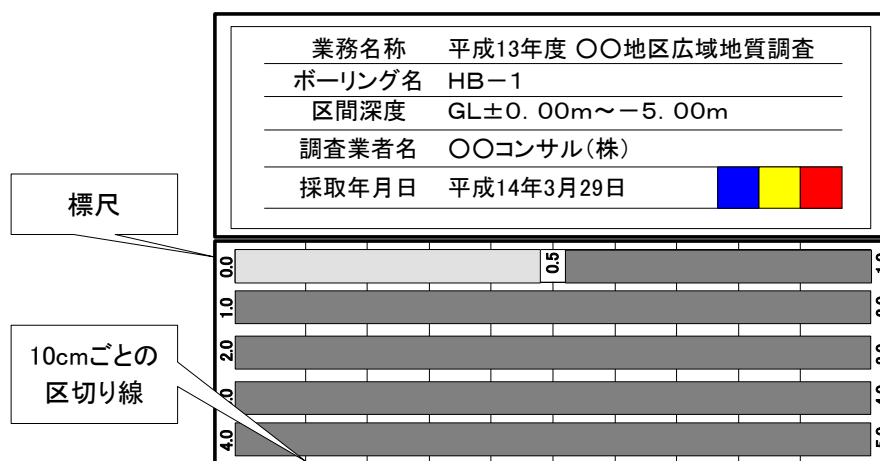 業務名称 平成13年度 〇〇地区広域地質調査
ボーリング名 HB－1
区間深度 GL±0．00m～－5．00m
調査業者名 〇〇コンサル（株）
採取年月日 平成14年3月29日
標尺
0.0
0.5
1.0
2.0
10cmごとの
区切り線
4.0